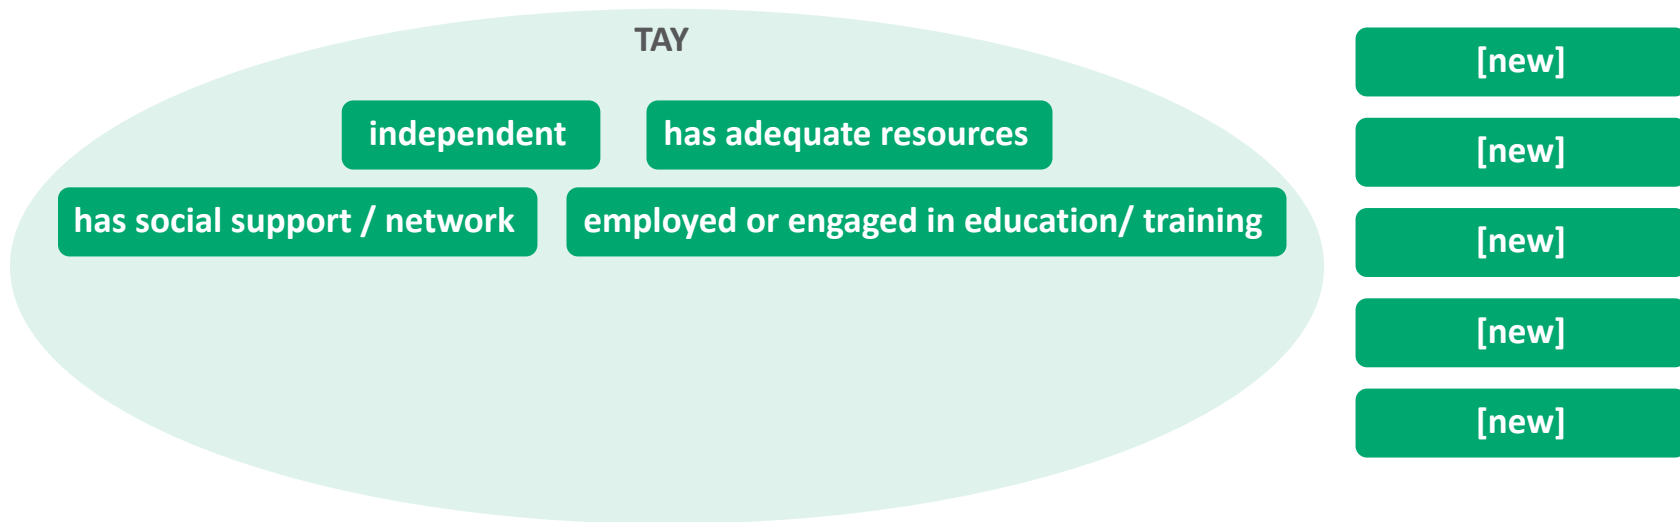 TAY
independent
has adequate resources
has social support / network
employed or engaged in education/ training
[new]
[new]
[new]
[new]
[new]